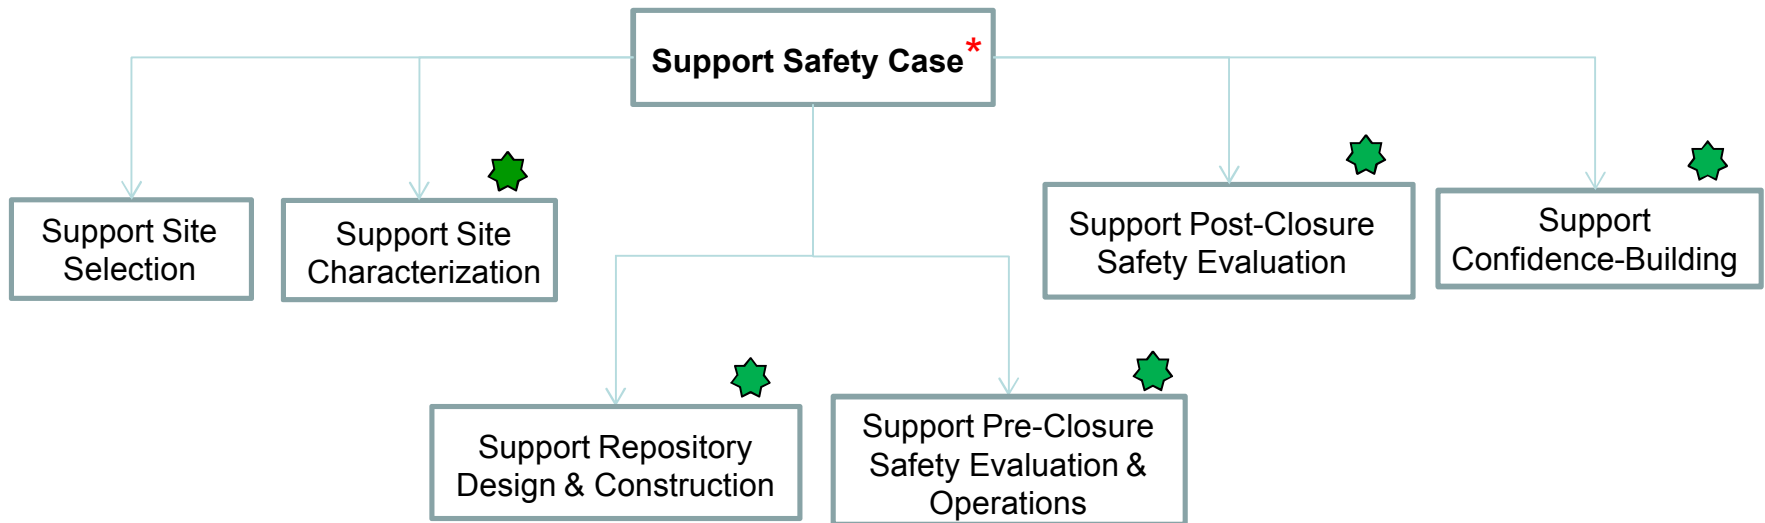 Support Safety Case*
Support Site
Selection
Support Site
Characterization
Support Post-Closure
Safety Evaluation
Support
Confidence-Building
Support Repository
Design & Construction
Support Pre-Closure
Safety Evaluation &
Operations